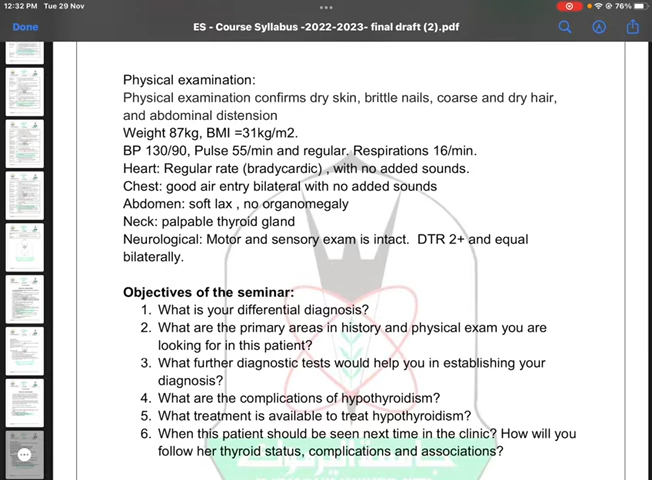 12:32 PM Tue 29 Nov
76%
Done
ES - Course Syllabus -2022-2023- final draft (2).pdf
Physical examination:
Physical examination confirms dry skin, brittle nails, coarse and dry hair,
and abdominal distension
Weight 87kg, BMI =31kg/m2.
BP 130/90, Pulse 55/min and regular. Respirations 16/min.
Heart: Regular rate (bradycardic) , with no added sounds.
Chest: good air entry bilateral with no added sounds
Abdomen: soft lax , no organomegaly
Neck: palpable thyroid gland
Neurological: Motor and sensory exam is intact. DTR 2+ and equal
bilaterally.
Objectives of the seminar:
1. What is your differential diagnosis?
2. What are the primary areas in history and physical exam you are
looking for in this patient?
3. What further diagnostic tests would help you in establishing your
diagnosis?
4. What are the complications of hypothyroidism?
5. What treatment is available to treat hypothyroidism?
6. When this patient should be seen next time in the clinic? How will you
follow her thyroid status, complications and associations?